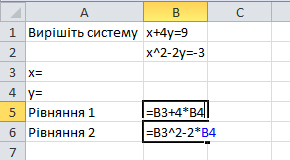 A B C
1 Вирішіть систему x+4y=9
2 x^2-2y=-3
3 x=
4 y=
5 Рівняння 1 =B3+4*B4
6 Рівняння 2 =B3^2-2*B4
7